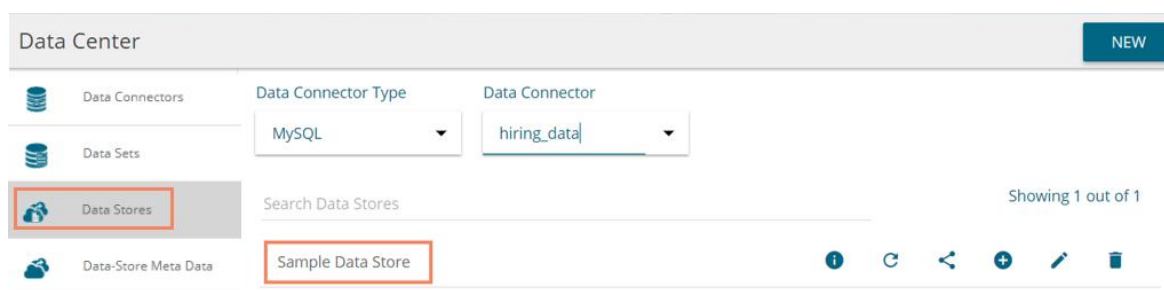 Data Center
NEW
Data Connectors
Data Sets
Data Stores
Data-Store Meta Data
Data Connector Type
Data Connector
MySQL
hiring_data
Search Data Stores
Showing 1 out of 1
Sample Data Store